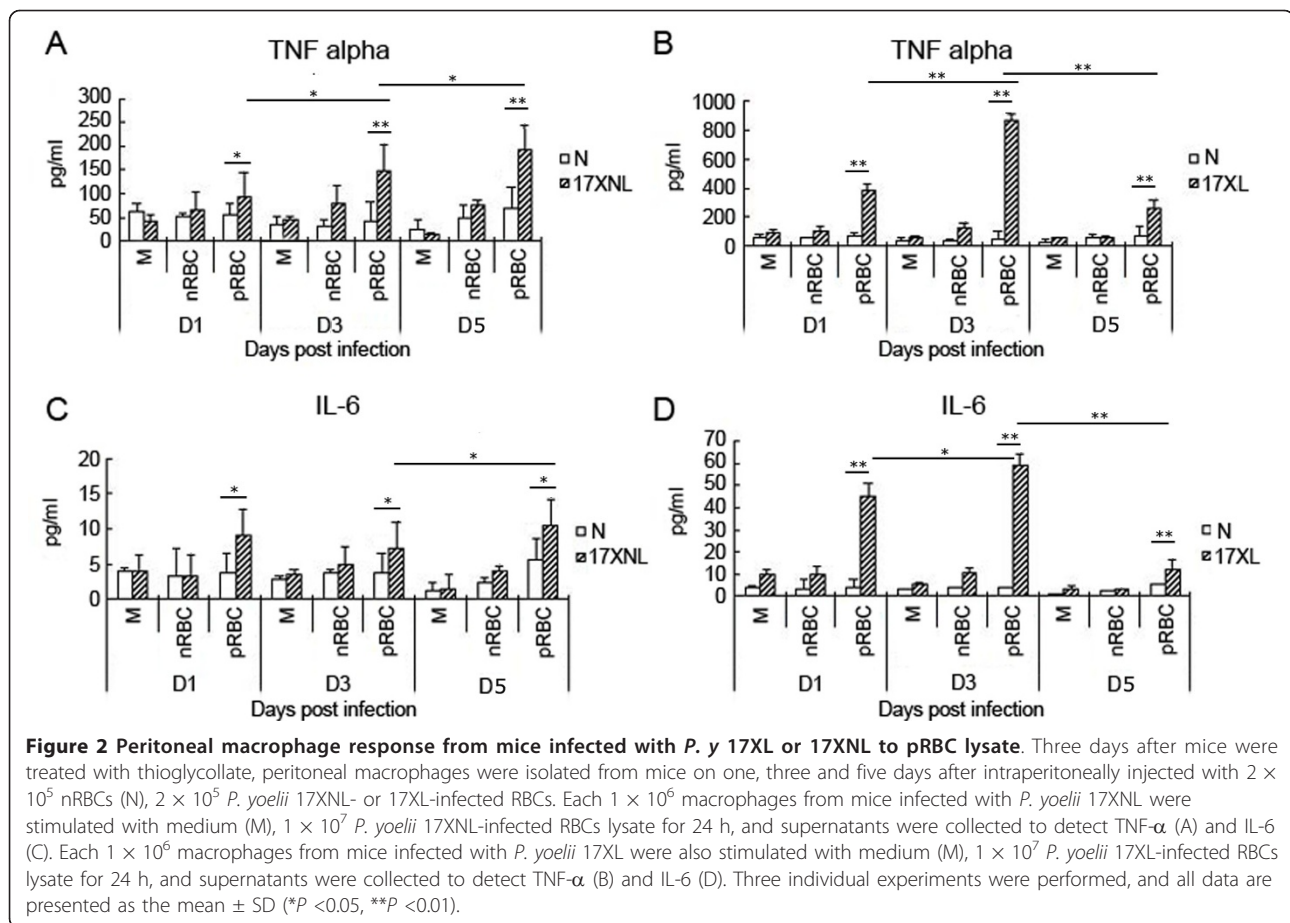 A
TNF alpha
300
250
200
150
100
50
0
pg/ml
*
*
*
**
**
N
17XNL
M
nRBC
pRBC
M
nRBC
pRBC
M
nRBC
pRBC
D1
D3
D5
Days post infection
B
TNF alpha
1000
800
600
400
200
0
pg/ml
**
**
**
**
**
N
17XL
M
nRBC
pRBC
M
nRBC
pRBC
M
nRBC
pRBC
D1
D3
D5
Days post infection
C
IL-6
20
15
10
5
0
pg/ml
*
*
*
*
N
17XNL
M
nRBC
pRBC
M
nRBC
pRBC
M
nRBC
pRBC
D1
D3
D5
Days post infection
D
IL-6
70
60
50
40
30
20
10
0
pg/ml
**
**
*
**
**
N
17XL
M
nRBC
pRBC
M
nRBC
pRBC
M
nRBC
pRBC
D1
D3
D5
Days post infection
Figure 2 Peritoneal macrophage response from mice infected with P. y 17XL or 17XNL to pRBC lysate. Three days after mice were
treated with thioglycollate, peritoneal macrophages were isolated from mice on one, three and five days after intraperitoneally injected with 2 ×
10⁵ nRBCs (N), 2 × 10⁵ P. yoelii 17XNL- or 17XL-infected RBCs. Each 1 × 10⁶ macrophages from mice infected with P. yoelii 17XNL were
stimulated with medium (M), 1 × 10⁷ P. yoelii 17XNL-infected RBCs lysate for 24 h, and supernatants were collected to detect TNF-α (A) and IL-6
(C). Each 1 × 10⁶ macrophages from mice infected with P. yoelii 17XL were also stimulated with medium (M), 1 × 10⁷ P. yoelii 17XL-infected RBCs
lysate for 24 h, and supernatants were collected to detect TNF-α (B) and IL-6 (D). Three individual experiments were performed, and all data are
presented as the mean ± SD (*P <0.05, **P <0.01).